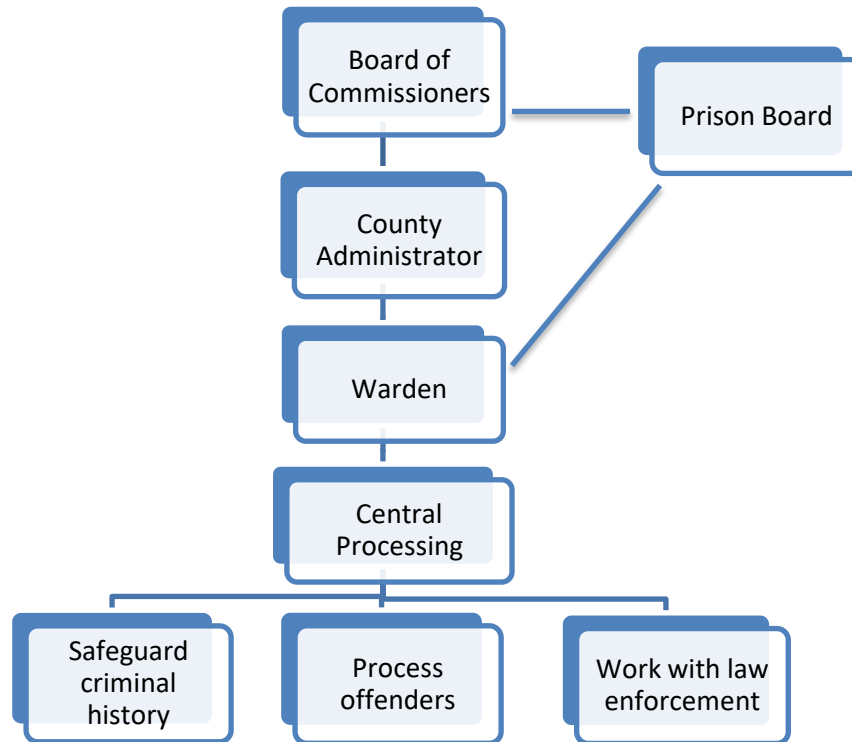 Board of
Commissioners
Prison Board
County
Administrator
Warden
Central
Processing
Safeguard
criminal
history
Process
offenders
Work with law
enforcement